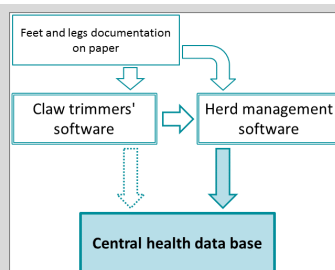 Feet and legs documentation
on paper
Claw trimmers'
software
Herd management
software
Central health data base